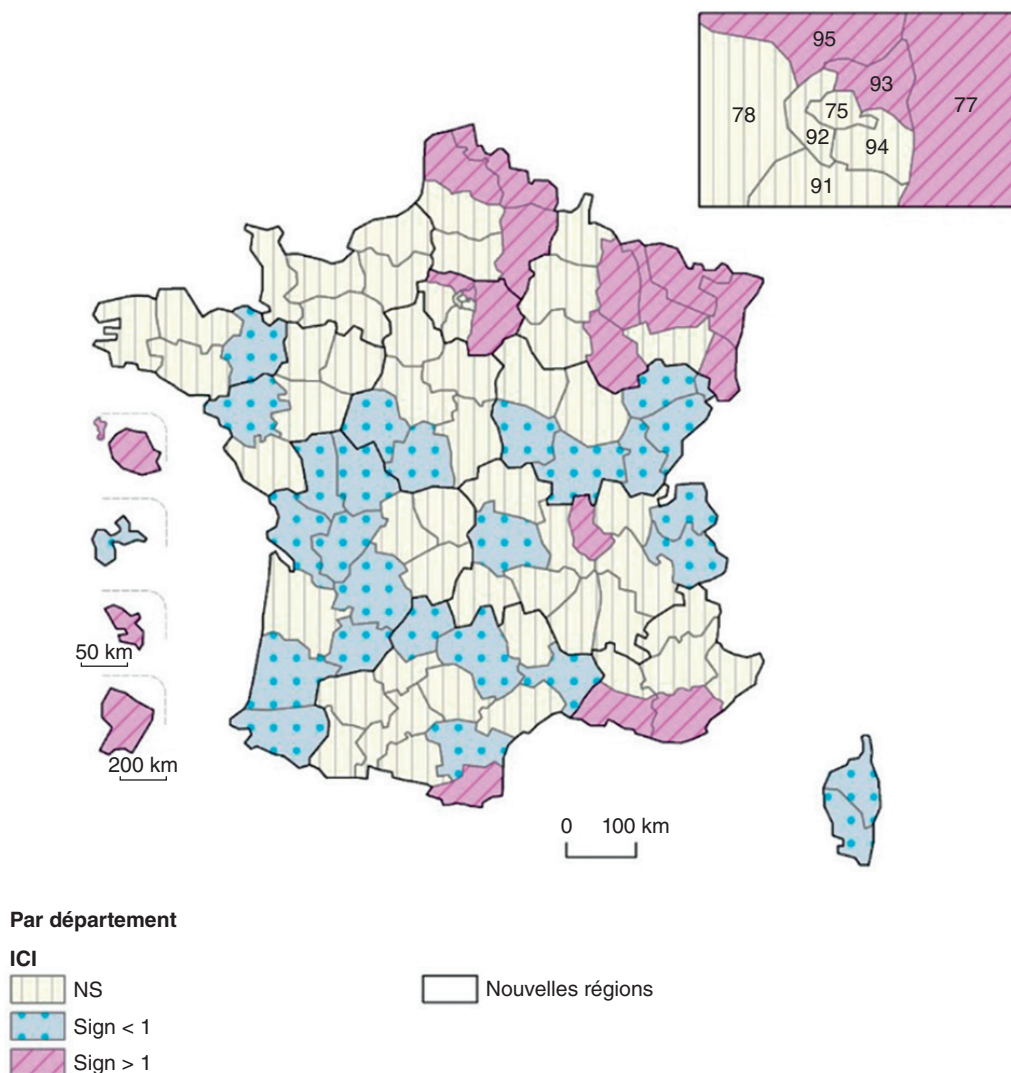 95
93
77
78
75
92
94
91
50 km
200 km
0 100 km
Par département
ICI
NS
Nouvelles régions
Sign < 1
Sign > 1